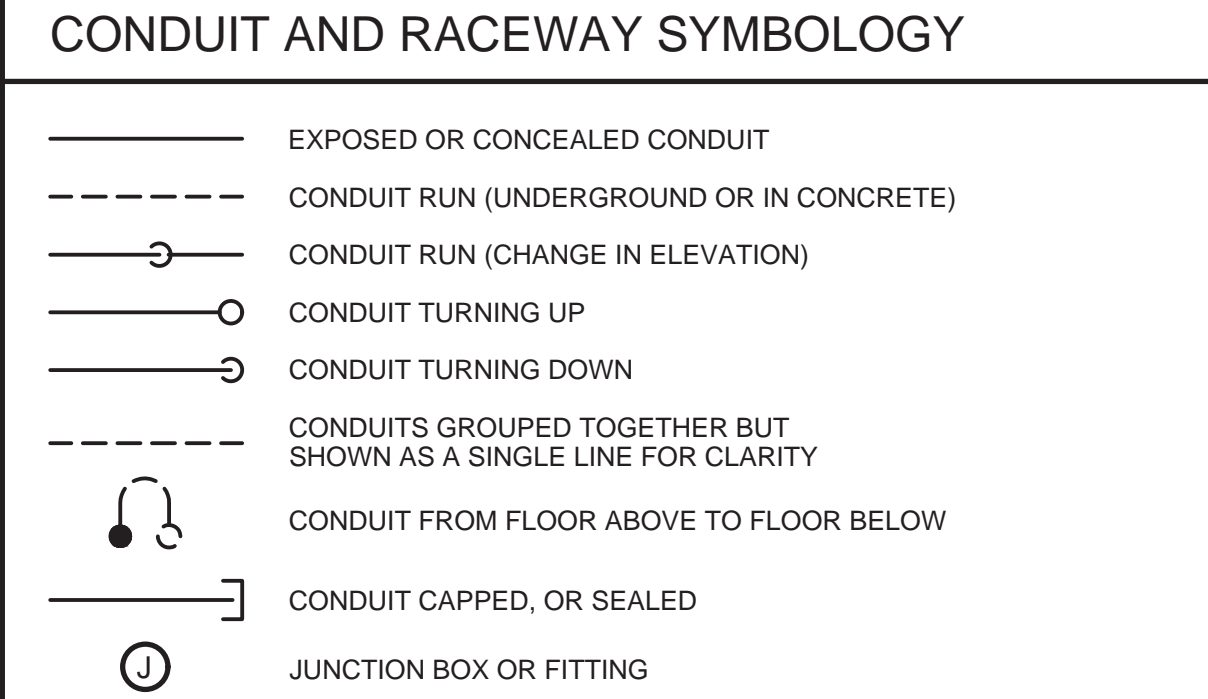 CONDUIT AND RACEWAY SYMBOLOGY
EXPOSED OR CONCEALED CONDUIT
CONDUIT RUN (UNDERGROUND OR IN CONCRETE)
CONDUIT RUN (CHANGE IN ELEVATION)
CONDUIT TURNING UP
CONDUIT TURNING DOWN
CONDUITS GROUPED TOGETHER BUT
SHOWN AS A SINGLE LINE FOR CLARITY
CONDUIT FROM FLOOR ABOVE TO FLOOR BELOW
CONDUIT CAPPED, OR SEALED
J JUNCTION BOX OR FITTING